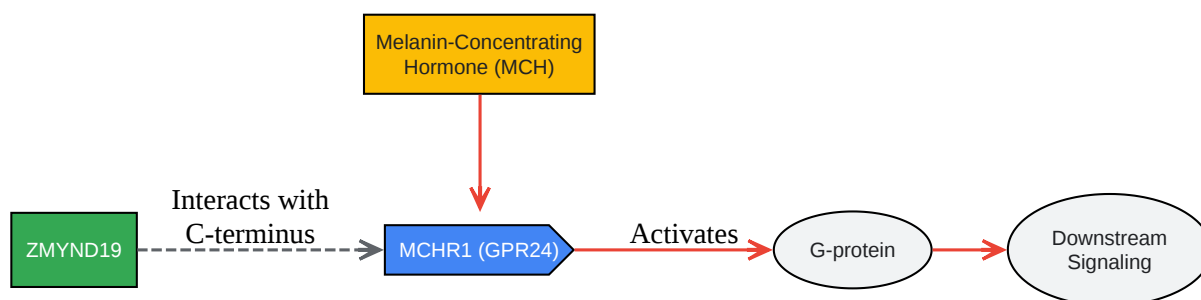 Melanin-Concentrating
Hormone (MCH)
Interacts with
C-terminus
ZMYND19
MCHR1 (GPR24)
Activates
G-protein
Downstream
Signaling